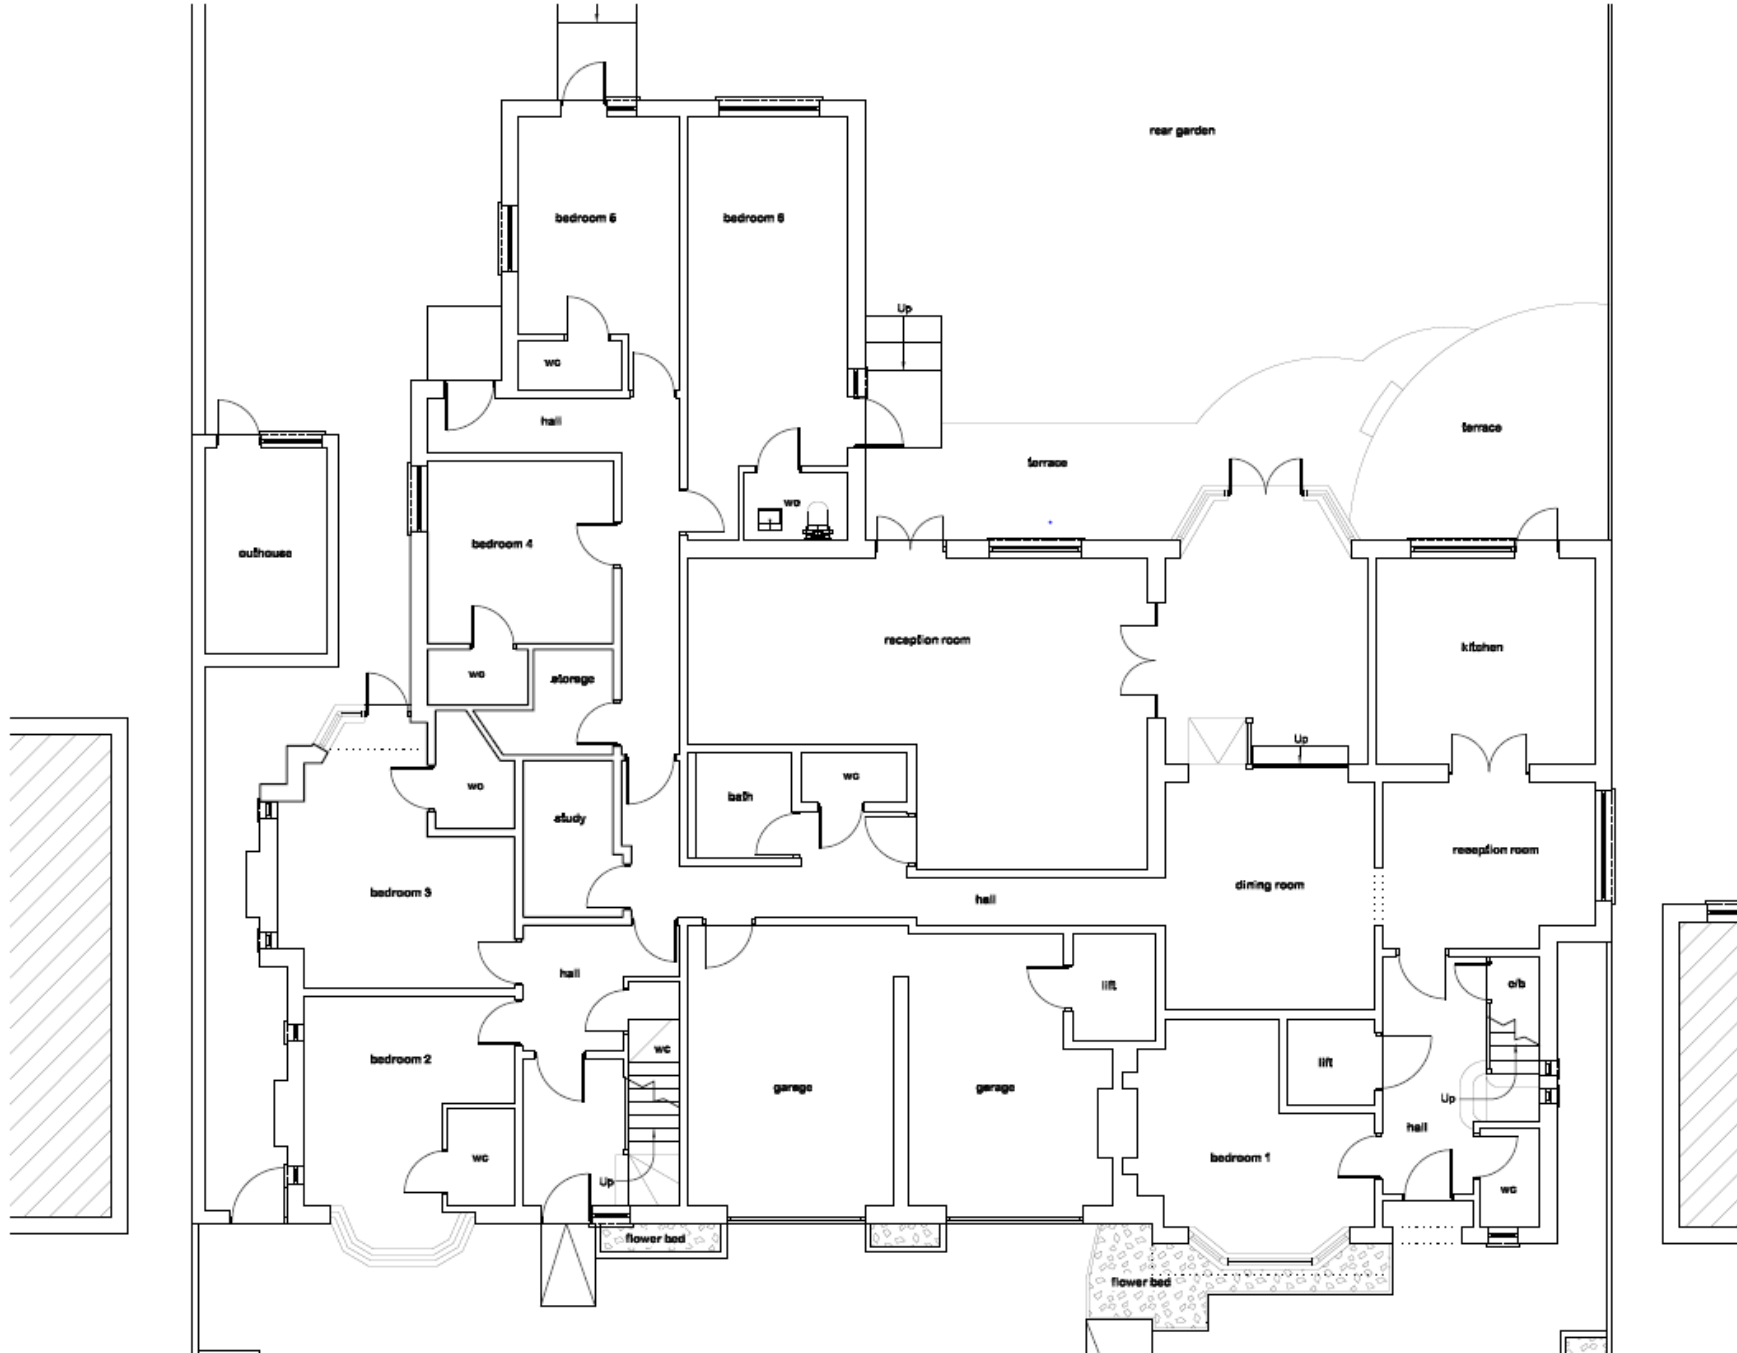 rear garden
bedroom 5
bedroom 6
Up
wc
hall
terrace
terrace
wc
outhouse
bedroom 4
reception room
kitchen
wc
storage
Up
wc
bath
wc
study
reception room
dining room
bedroom 3
hall
hall
lift
c/b
wc
bedroom 2
garage
garage
lift
Up
hall
wc
bedroom 1
Up
wc
flower bed
flower bed